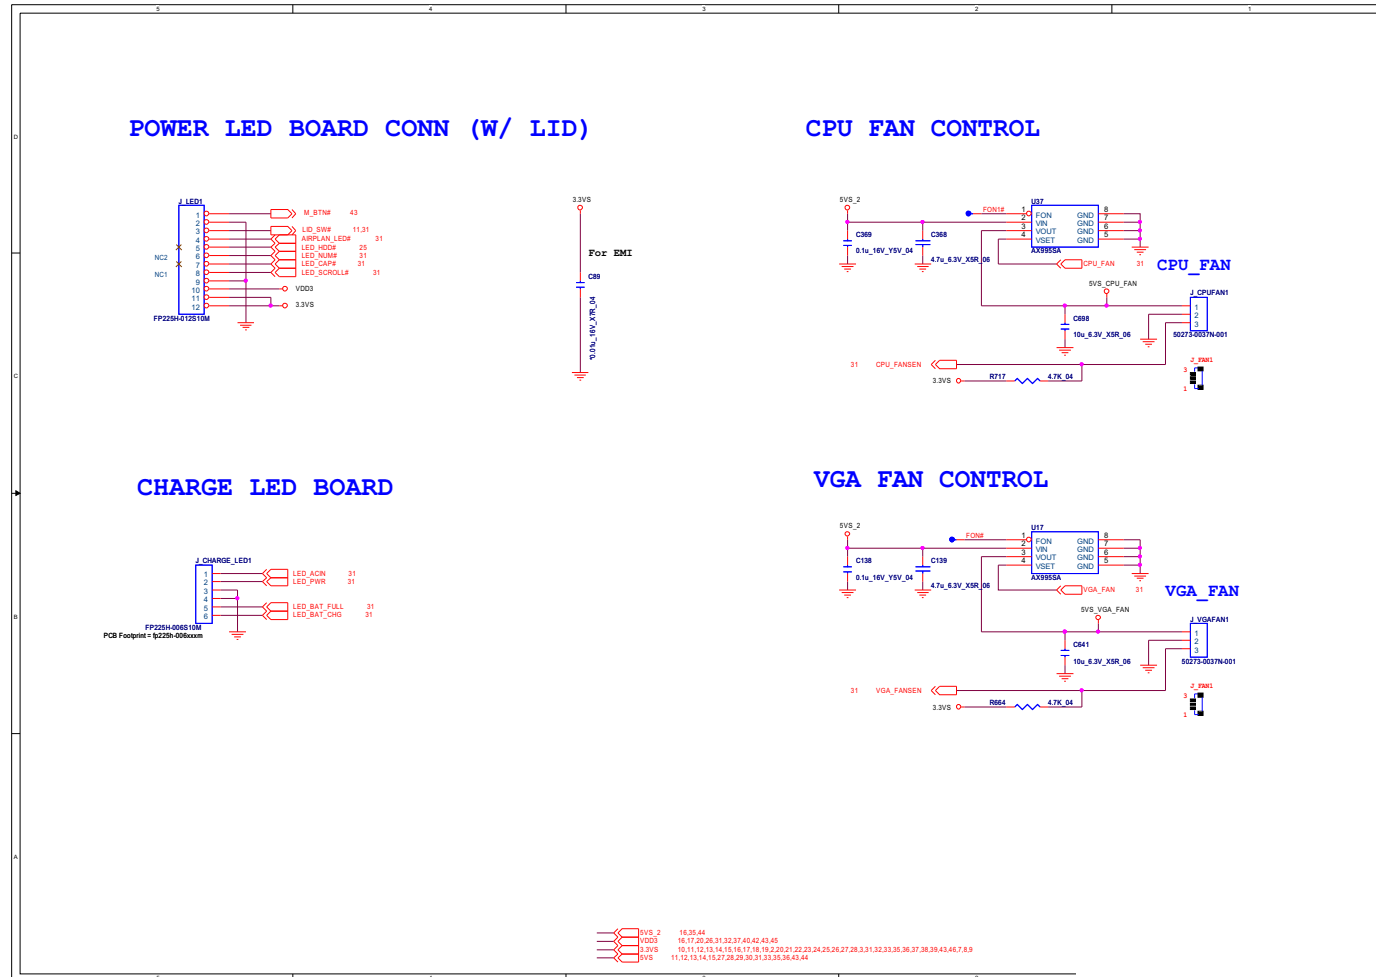 5 4 3 2 1
D
C
B
A
POWER LED BOARD CONN (W/ LID)
J_LED1
1
2
3
4
5
6
7
8
9
10
11
12
NC2
NC1
M_BTN# 43
LID_SW# 11,31
AIRPLAN_LED# 31
LED_HDD# 25
LED_NUM# 31
LED_CAP# 31
LED_SCROLL# 31
VDD3
3.3VS
FP225H-012S10M
3.3VS
For EMI
C89
*0.01u_16V_X7R_04
CPU FAN CONTROL
5VS_2
C369
0.1u_16V_Y5V_04
C368
4.7u_6.3V_X5R_06
FON1#
U37
1 FON GND 8
2 VIN GND 7
3 VOUT GND 6
4 VSET GND 5
AX995SA
CPU_FAN 31
CPU_FAN
5VS_CPU_FAN
J_CPUFAN1
1
2
3
50273-0037N-001
C698
10u_6.3V_X5R_06
31 CPU_FANSEN
3.3VS
R717 4.7K_04
J_FAN1
3
1
CHARGE LED BOARD
J_CHARGE_LED1
1
2
3
4
5
6
LED_ACIN 31
LED_PWR 31
LED_BAT_FULL 31
LED_BAT_CHG 31
FP225H-006S10M
PCB Footprint = fp225h-006xxxm
VGA FAN CONTROL
5VS_2
C138
0.1u_16V_Y5V_04
C139
4.7u_6.3V_X5R_06
FON#
U17
1 FON GND 8
2 VIN GND 7
3 VOUT GND 6
4 VSET GND 5
AX995SA
VGA_FAN 31
VGA_FAN
5VS_VGA_FAN
J_VGAFAN1
1
2
3
50273-0037N-001
C641
10u_6.3V_X5R_06
31 VGA_FANSEN
3.3VS
R664 4.7K_04
J_FAN1
3
1
5VS_2 16,35,44
VDD3 16,17,20,26,31,32,37,40,42,43,45
3.3VS 10,11,12,13,14,15,16,17,18,19,2,20,21,22,23,24,25,26,27,28,3,31,32,33,35,36,37,38,39,43,46,7,8,9
5VS 11,12,13,14,15,27,28,29,30,31,33,35,36,43,44